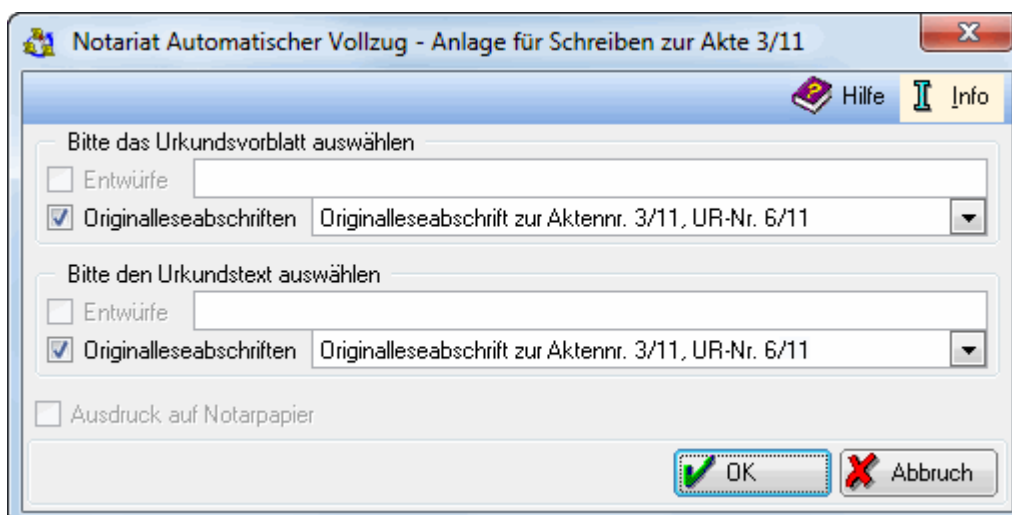 Notariat Automatischer Vollzug - Anlage für Schreiben zur Akte 3/11
Hilfe Info
Bitte das Urkundsvorblatt auswählen
Entwürfe
Originalleseabschriften Originalleseabschrift zur Aktennr. 3/11, UR-Nr. 6/11
Bitte den Urkundstext auswählen
Entwürfe
Originalleseabschriften Originalleseabschrift zur Aktennr. 3/11, UR-Nr. 6/11
Ausdruck auf Notarpapier
OK Abbruch